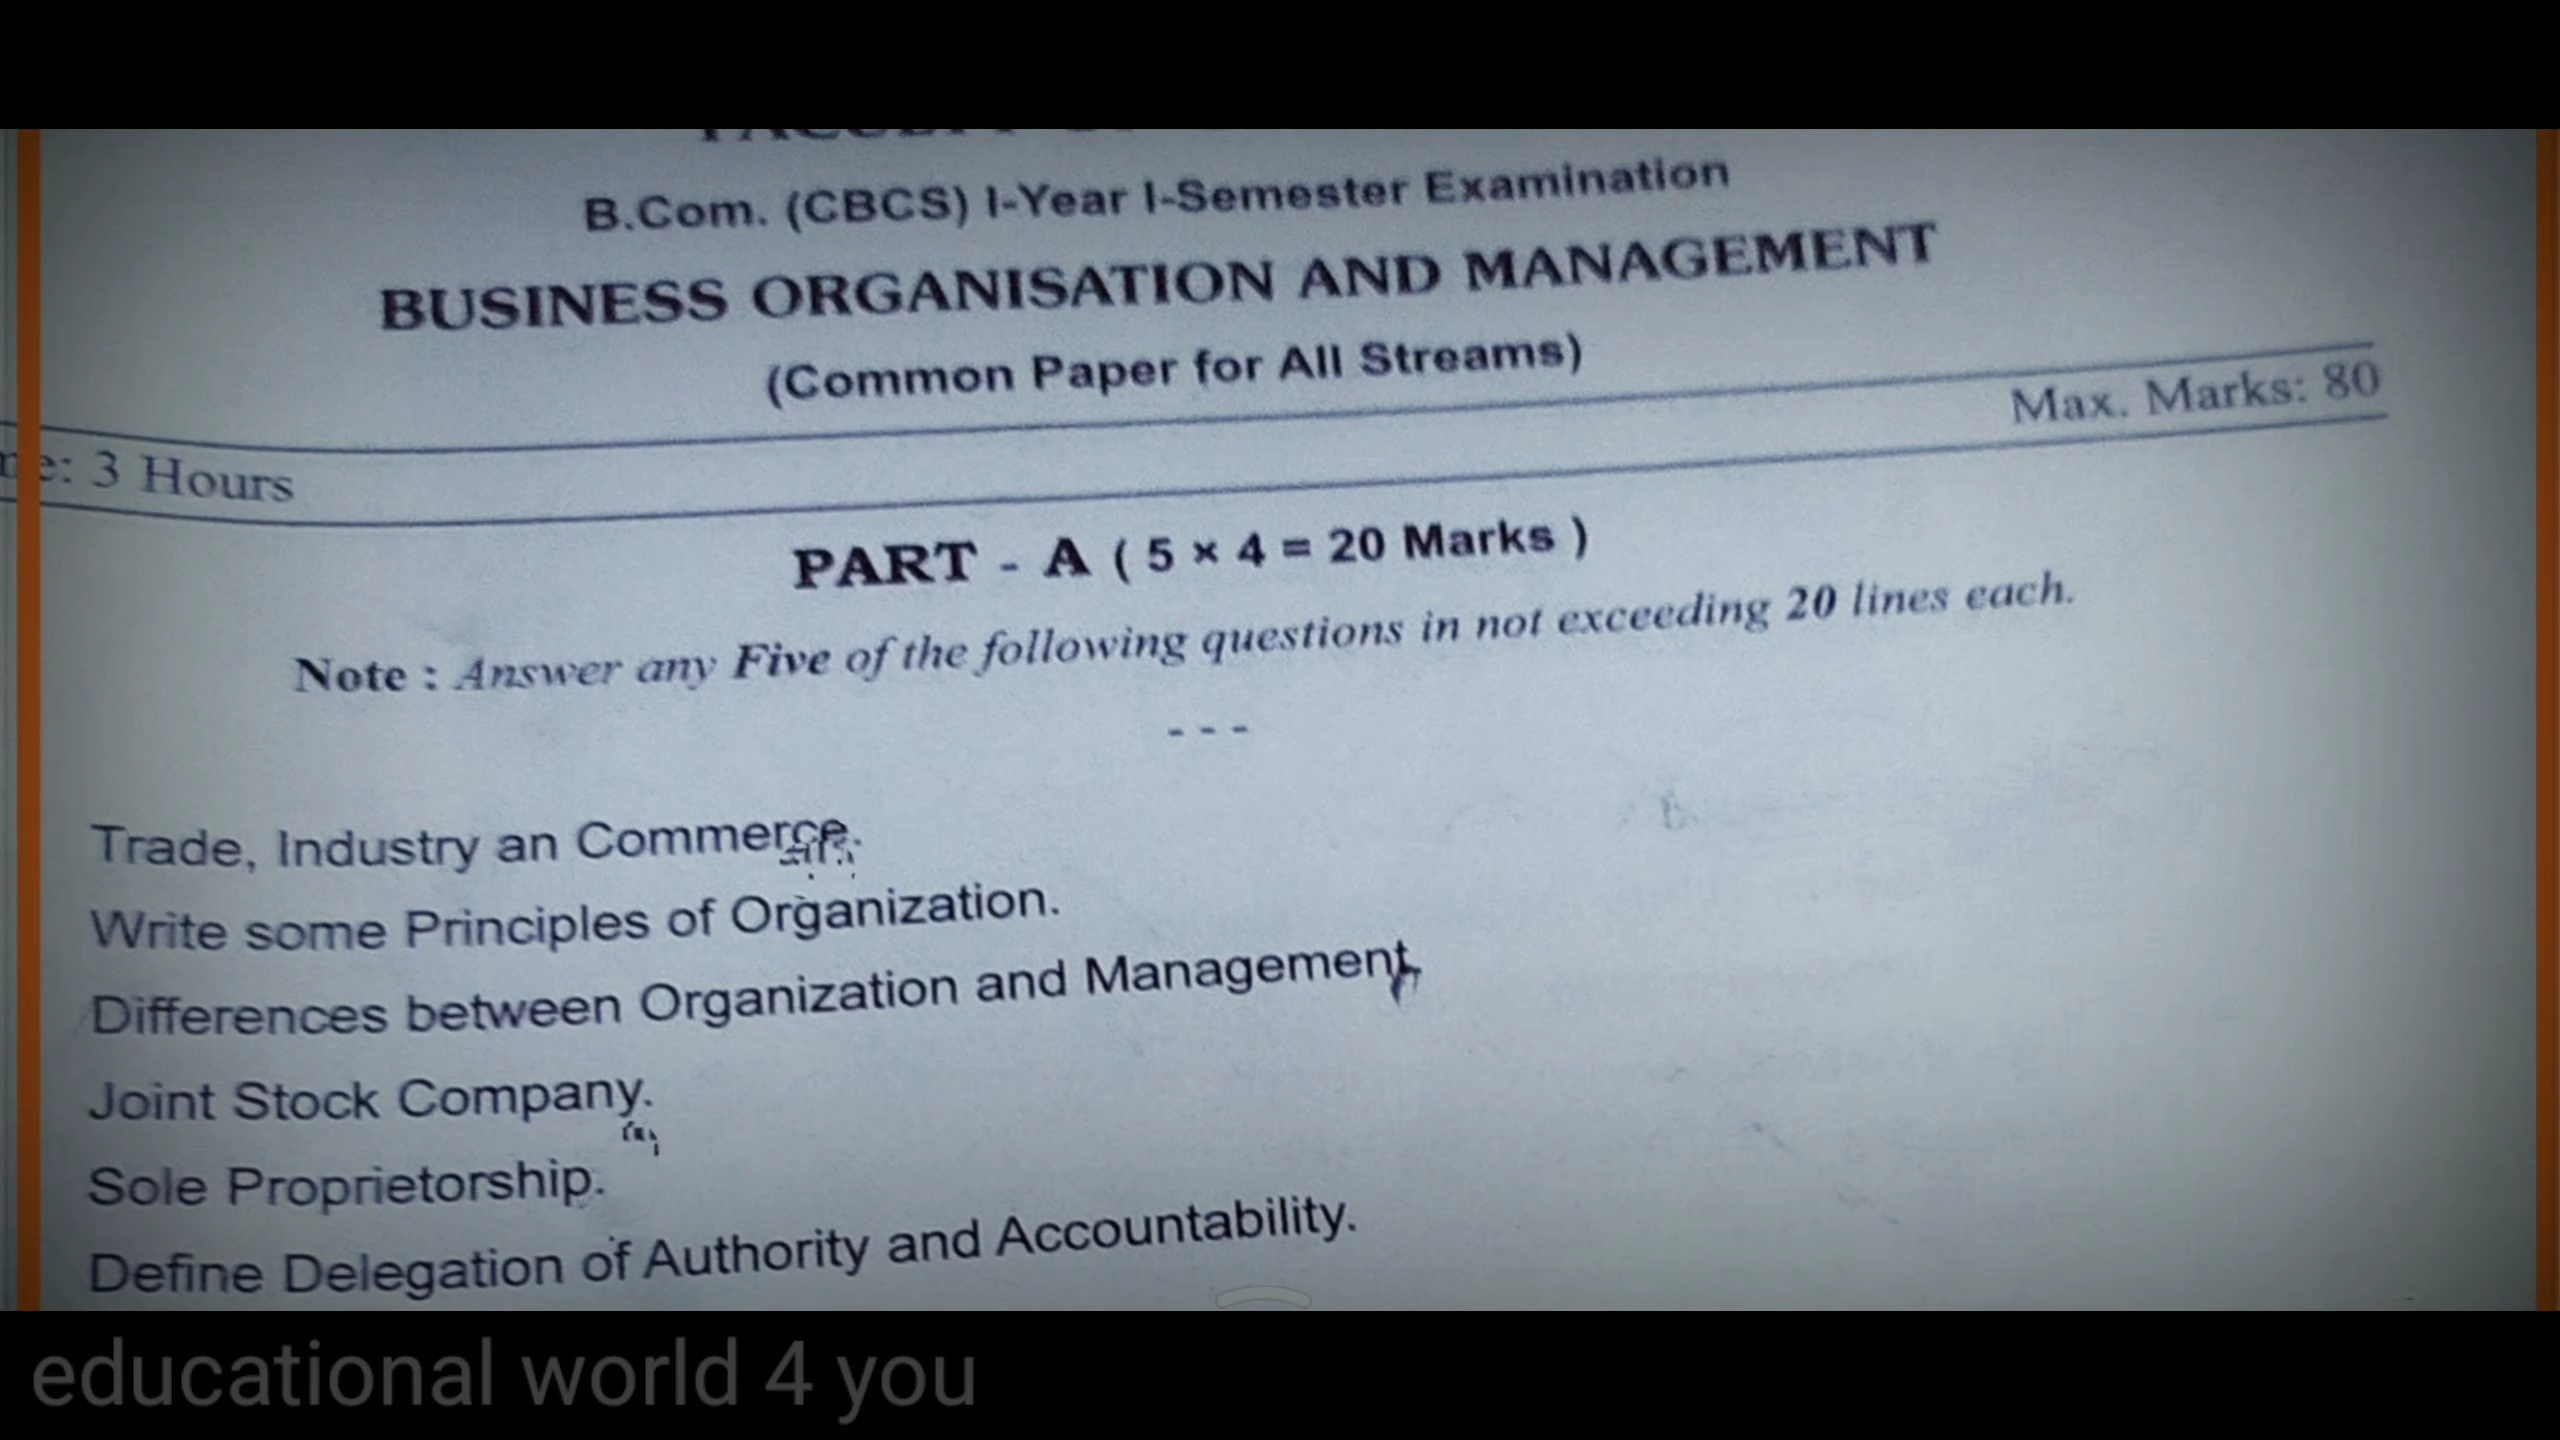 B.Com. (CBCS) I-Year I-Semester Examination
BUSINESS ORGANISATION AND MANAGEMENT
(Common Paper for All Streams)
e: 3 Hours Max. Marks: 80
PART - A ( 5 × 4 = 20 Marks )
Note : Answer any Five of the following questions in not exceeding 20 lines each.
- - -
Trade, Industry an Commerce.
Write some Principles of Organization.
Differences between Organization and Management
Joint Stock Company.
Sole Proprietorship.
Define Delegation of Authority and Accountability.
educational world 4 you